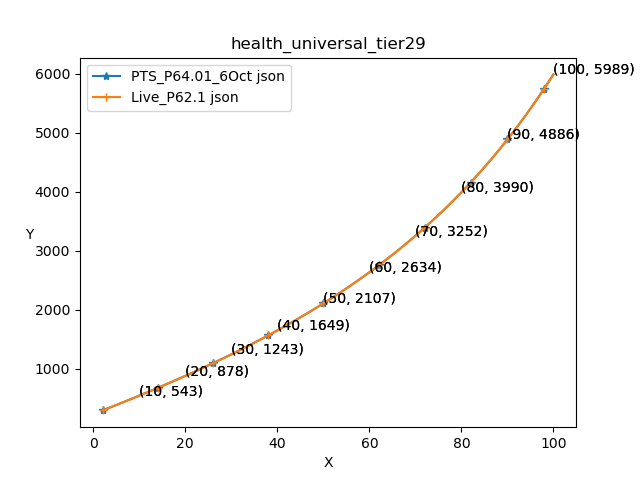 health_universal_tier29
PTS_P64.01_6Oct json
Live_P62.1 json
(100, 5989)
(90, 4886)
(80, 3990)
(70, 3252)
(60, 2634)
(50, 2107)
(40, 1649)
(30, 1243)
(20, 878)
(10, 543)
Y
6000
5000
4000
3000
2000
1000
0 20 40 60 80 100
X